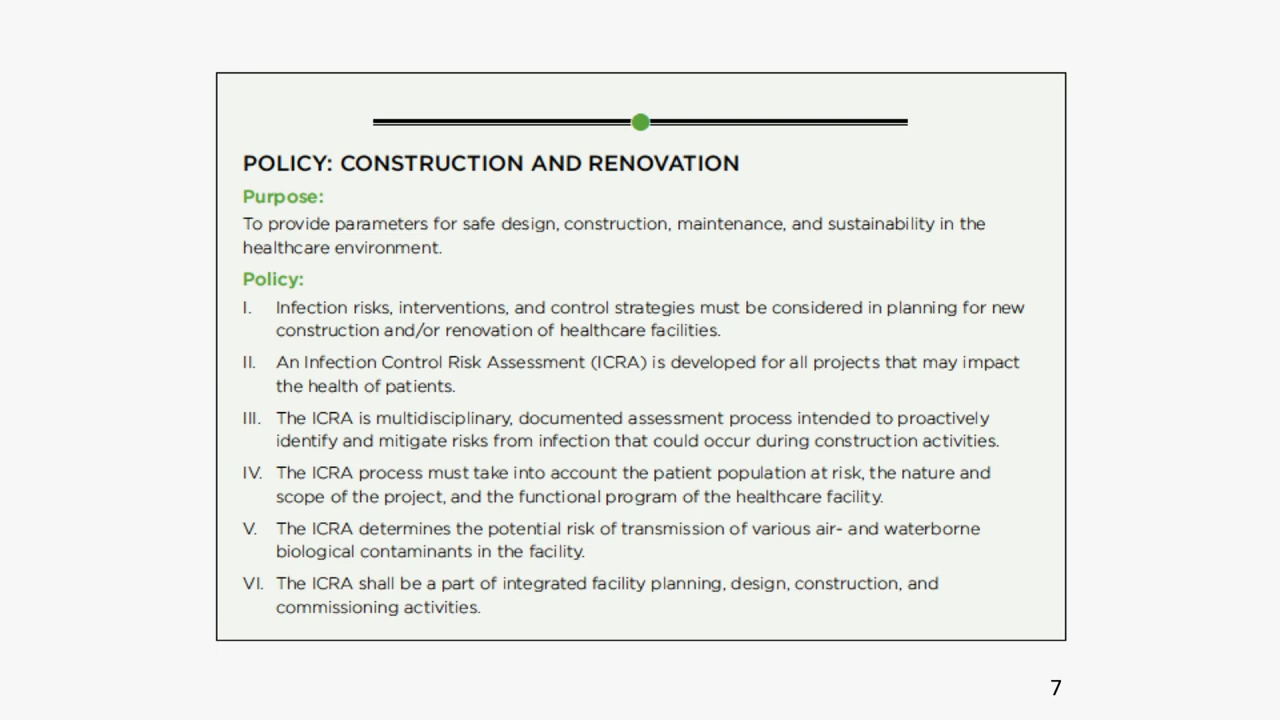 POLICY: CONSTRUCTION AND RENOVATION
Purpose:
To provide parameters for safe design, construction, maintenance, and sustainability in the
healthcare environment.
Policy:
I. Infection risks, interventions, and control strategies must be considered in planning for new
construction and/or renovation of healthcare facilities.
II. An Infection Control Risk Assessment (ICRA) is developed for all projects that may impact
the health of patients.
III. The ICRA is multidisciplinary, documented assessment process intended to proactively
identify and mitigate risks from infection that could occur during construction activities.
IV. The ICRA process must take into account the patient population at risk, the nature and
scope of the project, and the functional program of the healthcare facility.
V. The ICRA determines the potential risk of transmission of various air- and waterborne
biological contaminants in the facility.
VI. The ICRA shall be a part of integrated facility planning, design, construction, and
commissioning activities.
7